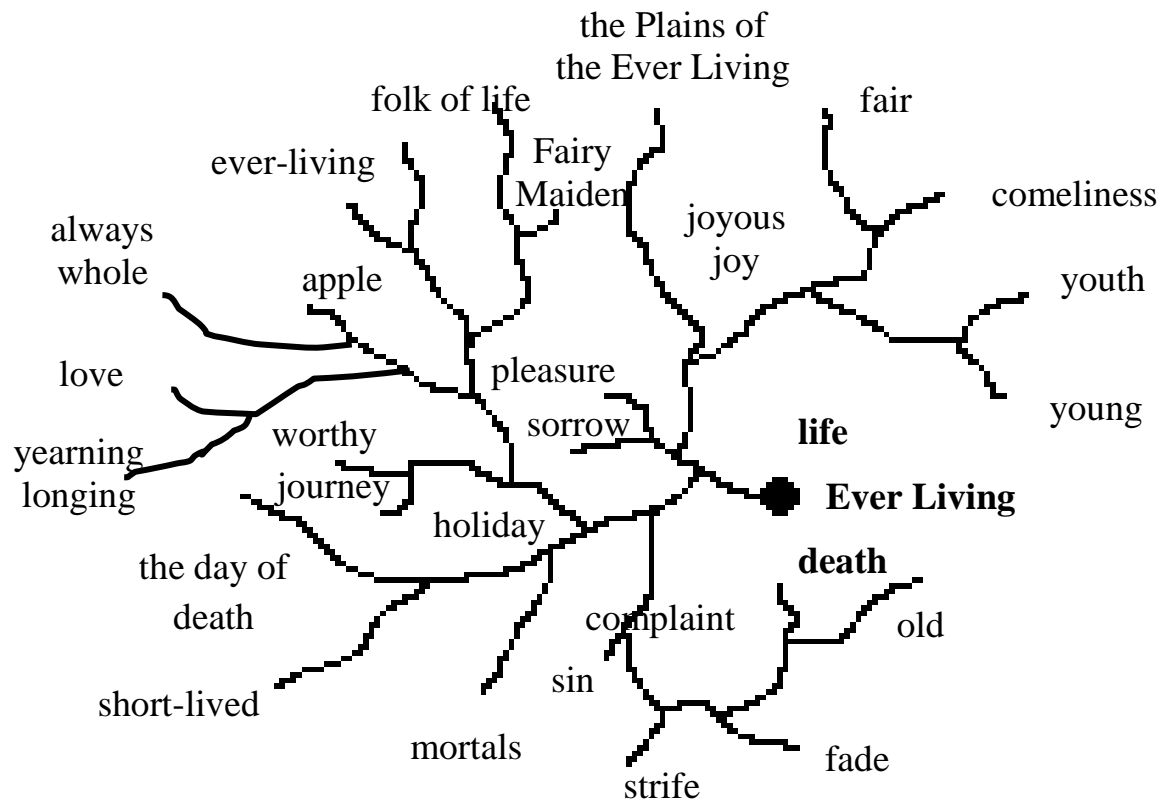 the Plains of
the Ever Living
folk of life
fair
Fairy
Maiden
ever-living
comeliness
joyous
joy
always
whole
apple
youth
love
pleasure
young
sorrow
life
worthy
yearning
longing
journey
Ever Living
holiday
the day of
death
death
complaint
old
sin
short-lived
mortals
fade
strife